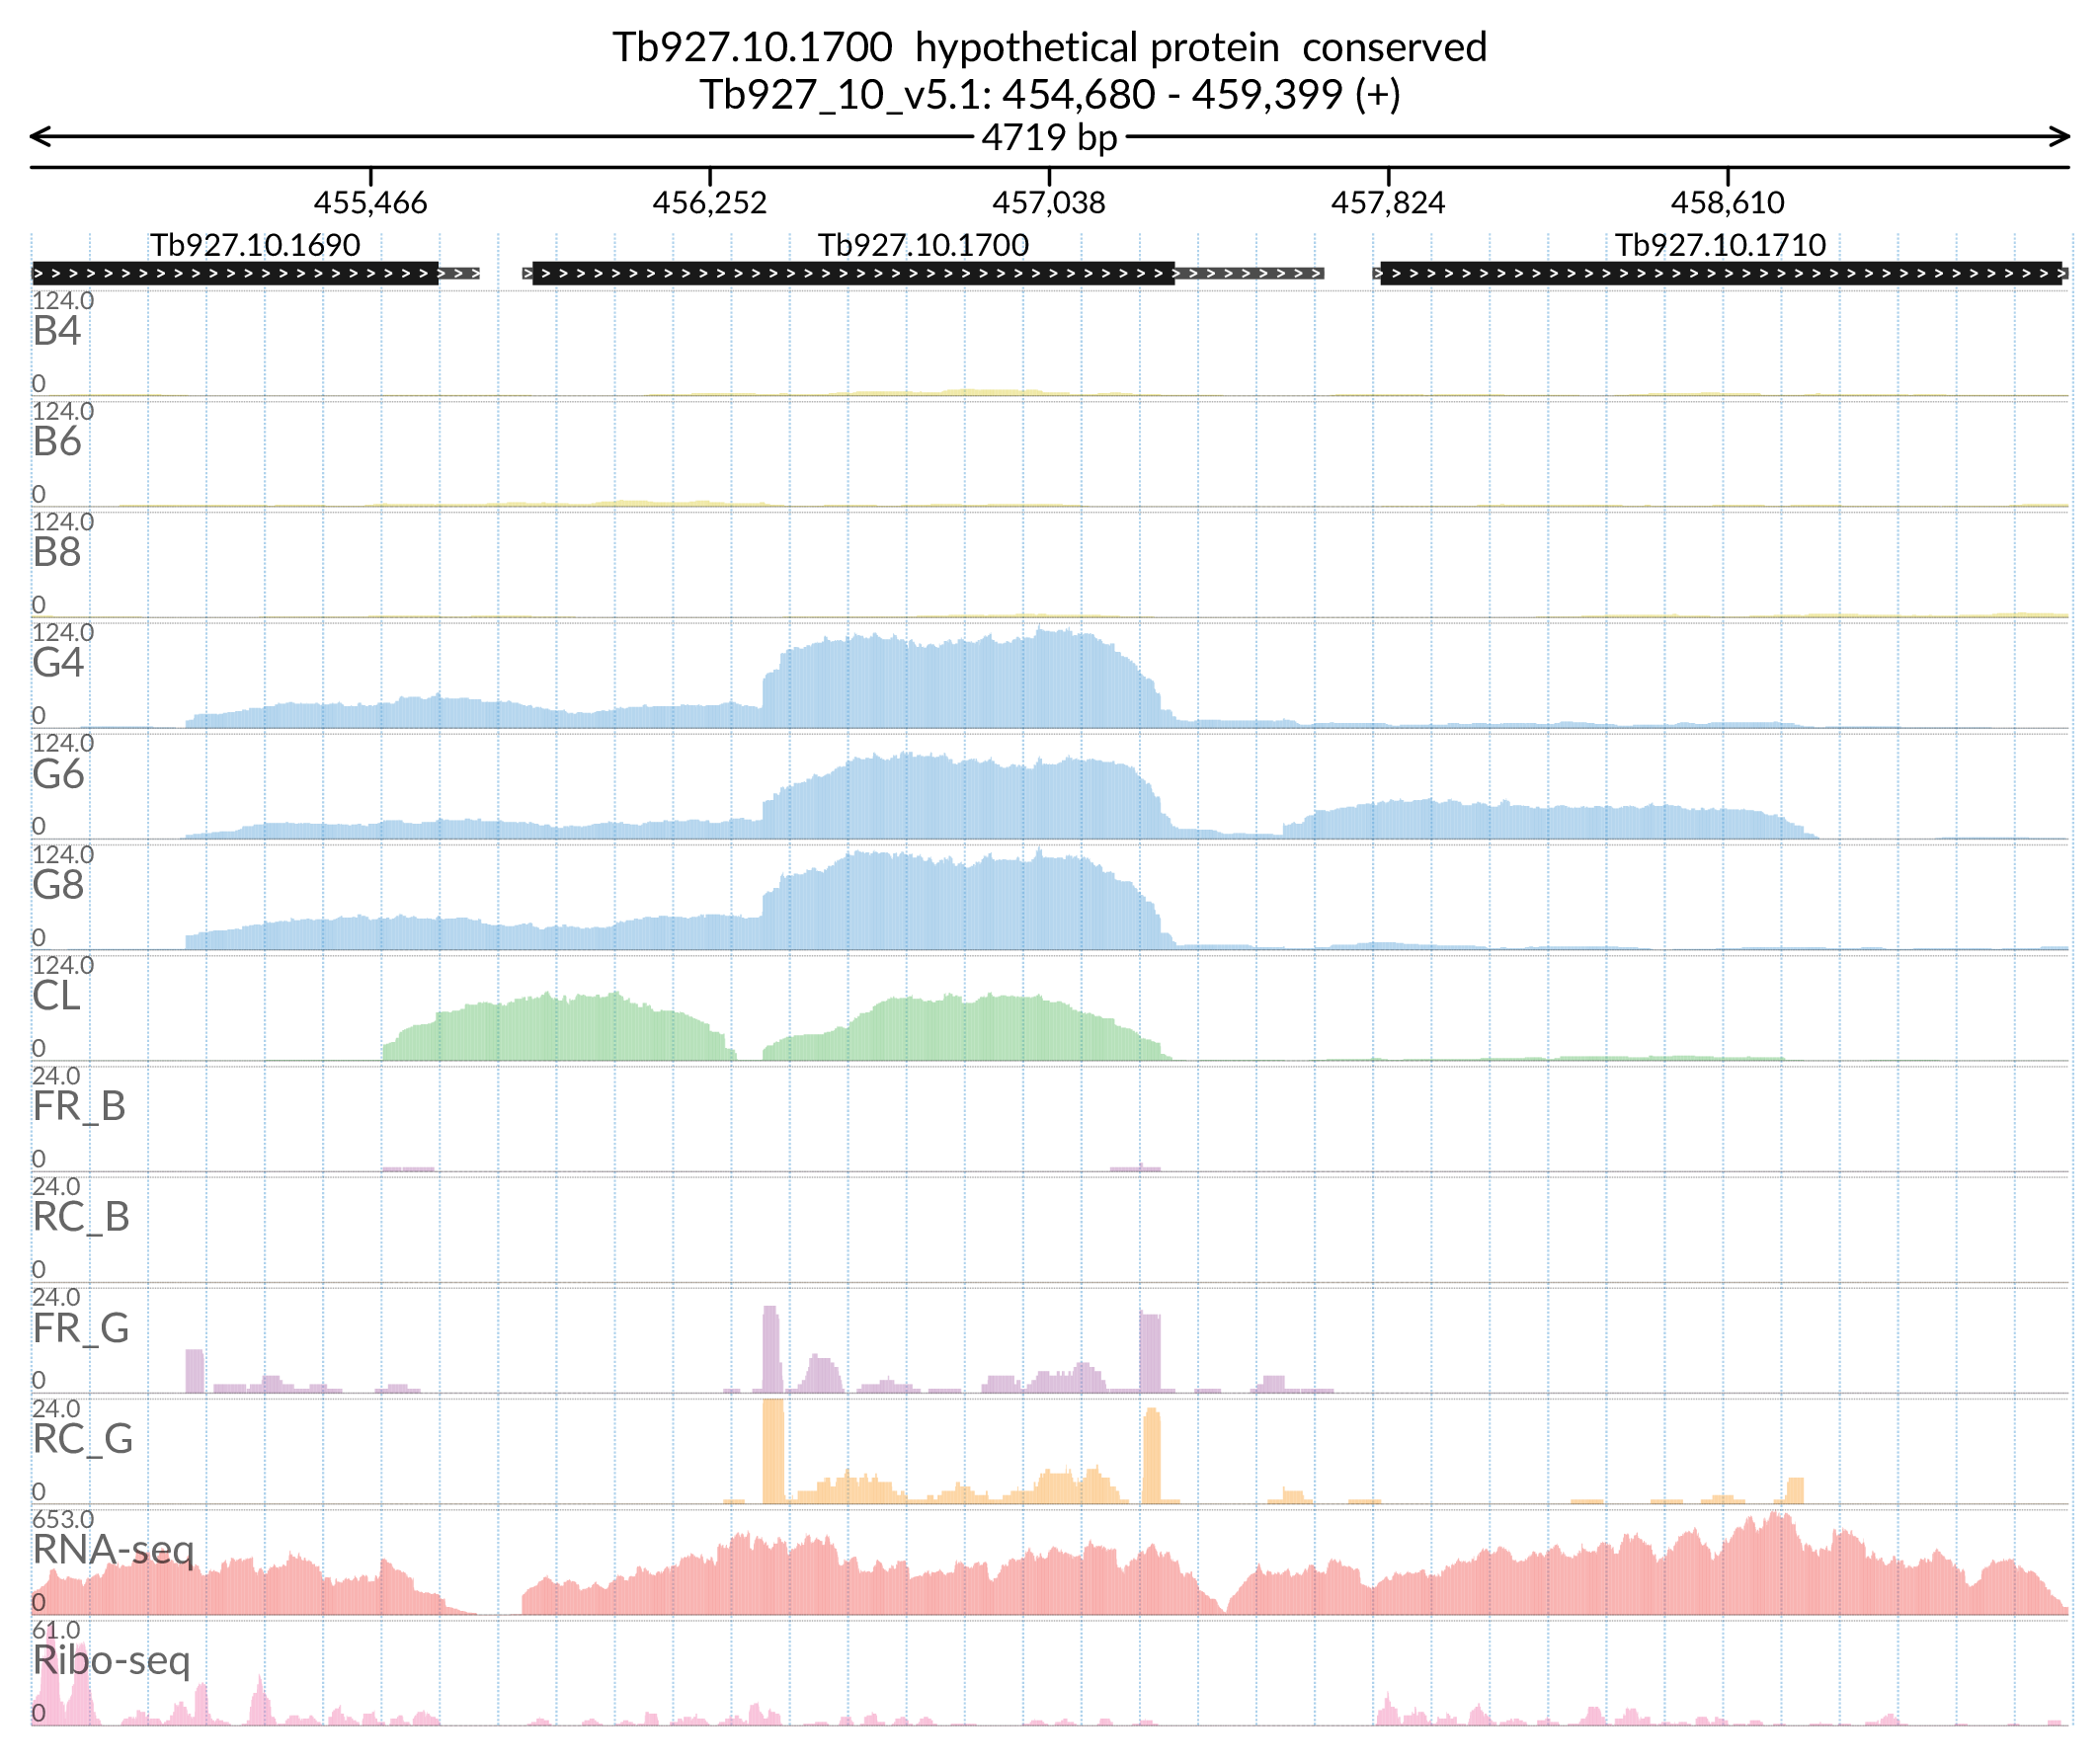 Tb927.10.1700 hypothetical protein conserved
Tb927_10_v5.1: 454,680 - 459,399 (+)
4719 bp
455,466 456,252 457,038 457,824 458,610
Tb927.10.1690 Tb927.10.1700 Tb927.10.1710
124.0
B4
0
124.0
B6
0
124.0
B8
0
124.0
G4
0
124.0
G6
0
124.0
G8
0
124.0
CL
0
24.0
FR_B
0
24.0
RC_B
0
24.0
FR_G
0
24.0
RC_G
0
653.0
RNA-seq
0
61.0
Ribo-seq
0